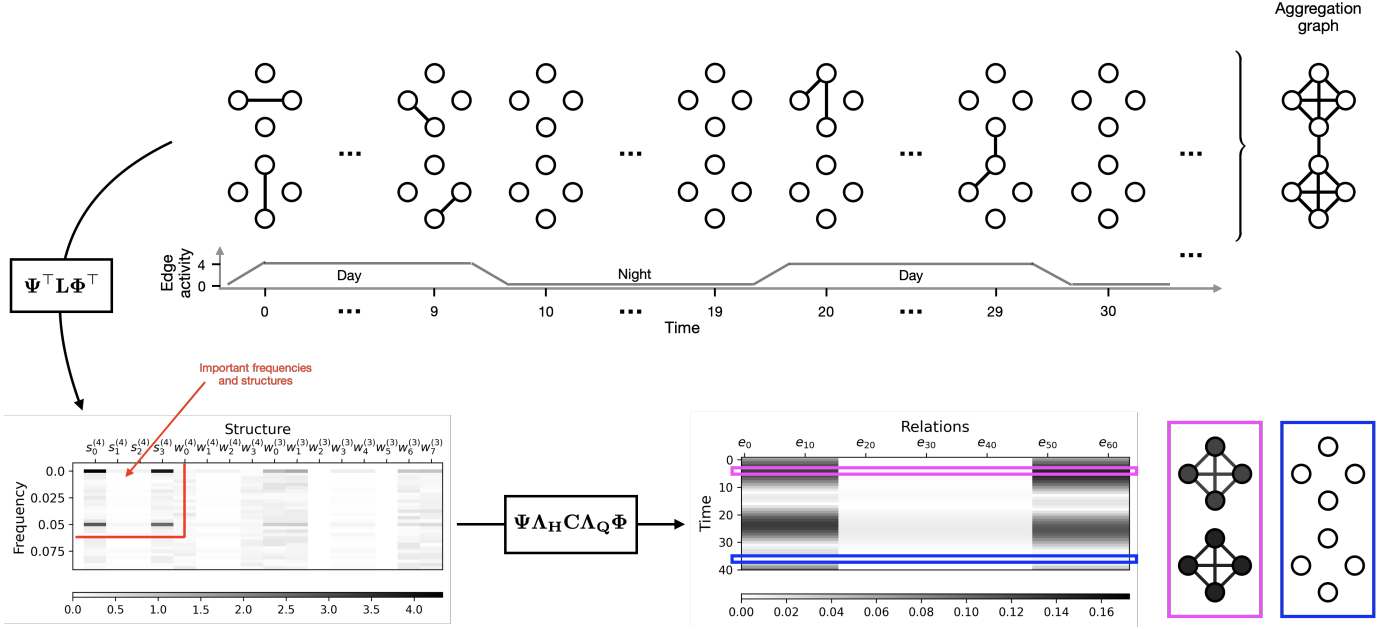 Aggregation
graph
...
...
...
...
...
Edge
activity
4
0
Day
Night
Day
0
...
9
10
...
19
20
...
29
30
Time
Ψ⊤LΦ⊤
Important frequencies
and structures
Structure
s₀⁽⁴⁾ s₁⁽⁴⁾ s₂⁽⁴⁾ s₃⁽⁴⁾ w₀⁽⁴⁾ w₁⁽⁴⁾ w₂⁽⁴⁾ w₃⁽⁴⁾ w₀⁽³⁾ w₁⁽³⁾ w₂⁽³⁾ w₃⁽³⁾ w₄⁽³⁾ w₅⁽³⁾ w₆⁽³⁾ w₇⁽³⁾
Frequency
0.0
0.025
0.05
0.075
0.0 0.5 1.0 1.5 2.0 2.5 3.0 3.5 4.0
ΨΛ_HCΛ_QΦ
Relations
e₀ e₁₀ e₂₀ e₃₀ e₄₀ e₅₀ e₆₀
Time
0
10
20
30
40
0.00 0.02 0.04 0.06 0.08 0.10 0.12 0.14 0.16